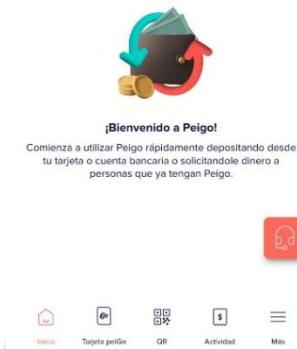 ¡Bienvenido a Peigo!
Comienza a utilizar Peigo rápidamente depositando desde
tu tarjeta o cuenta bancaria o solicitandole dinero a
personas que ya tengan Peigo.
Inicio Tarjeta peiGo QR Actividad Más